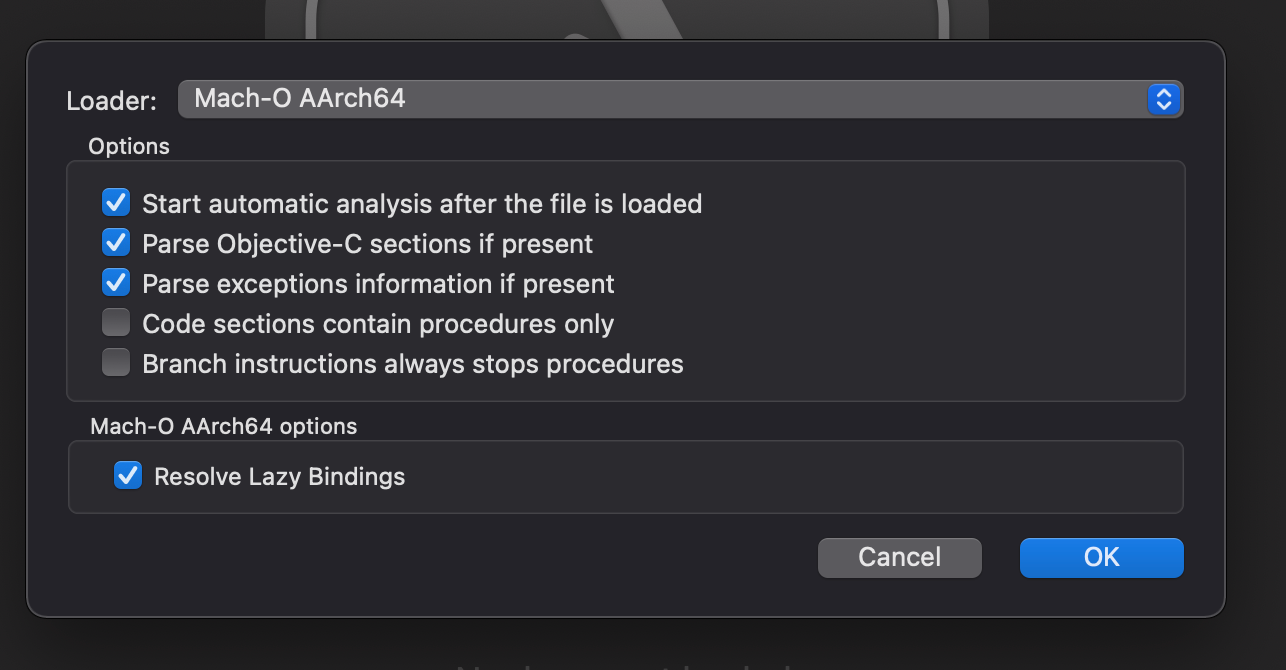 Loader: Mach-O AArch64
Options
Start automatic analysis after the file is loaded
Parse Objective-C sections if present
Parse exceptions information if present
Code sections contain procedures only
Branch instructions always stops procedures
Mach-O AArch64 options
Resolve Lazy Bindings
Cancel OK